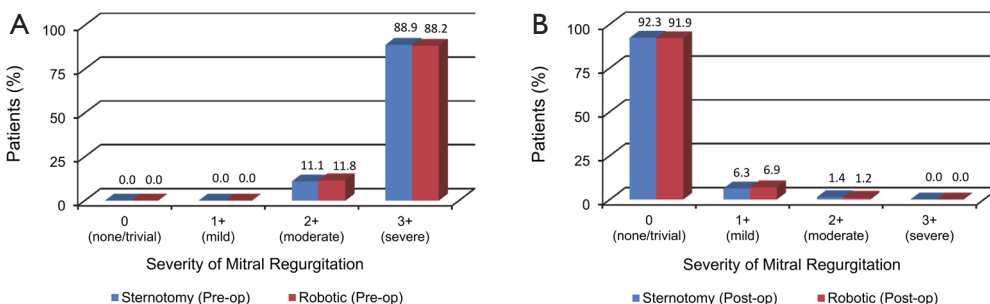 A
Patients (%)
100
75
50
25
0
0.0 0.0
0.0 0.0
11.1 11.8
88.9 88.2
0
(none/trivial)
1+
(mild)
2+
(moderate)
3+
(severe)
Severity of Mitral Regurgitation
Sternotomy (Pre-op) Robotic (Pre-op)
B
Patients (%)
100
75
50
25
0
92.3 91.9
6.3 6.9
1.4 1.2
0.0 0.0
0
(none/trivial)
1+
(mild)
2+
(moderate)
3+
(severe)
Severity of Mitral Regurgitation
Sternotomy (Post-op) Robotic (Post-op)